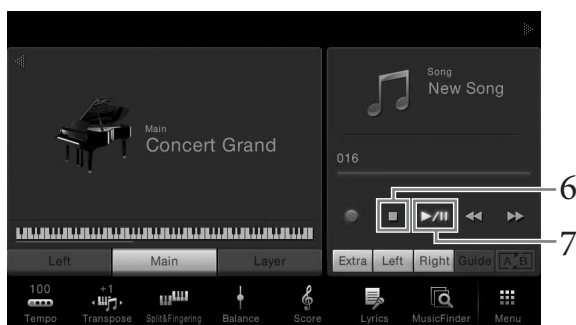 Main
Concert Grand
Song
New Song
016
6
7
Left
Main
Layer
Extra
Left
Right
Guide
A B
100
Tempo
+1
Transpose
Split&Fingering
Balance
Score
Lyrics
MusicFinder
Menu